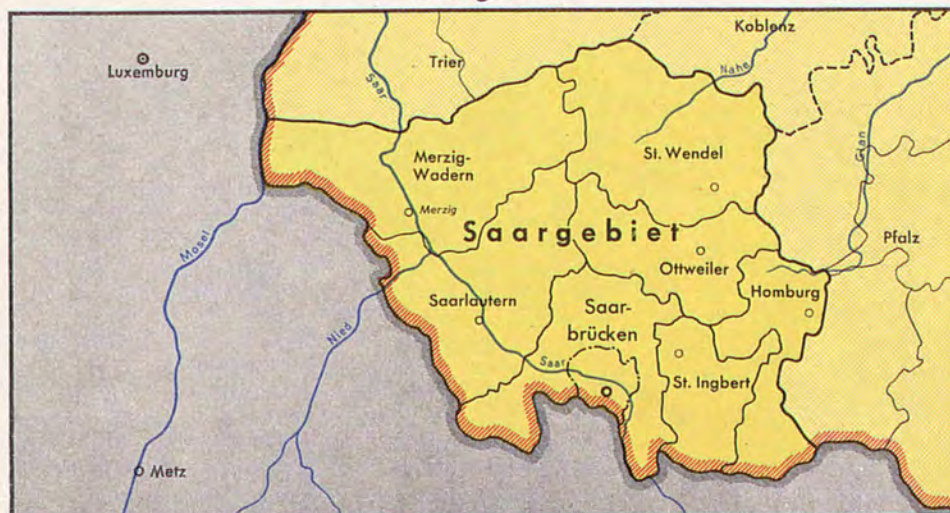 Koblenz
Luxemburg
Trier
Saar
Nahe
Glan
Merzig-
Wadern
St. Wendel
Merzig
Mosel
Saargebiet
Pfalz
Ottweiler
Homburg
Saarlautern
Saar-
brücken
Nied
Saar
St. Ingbert
Metz